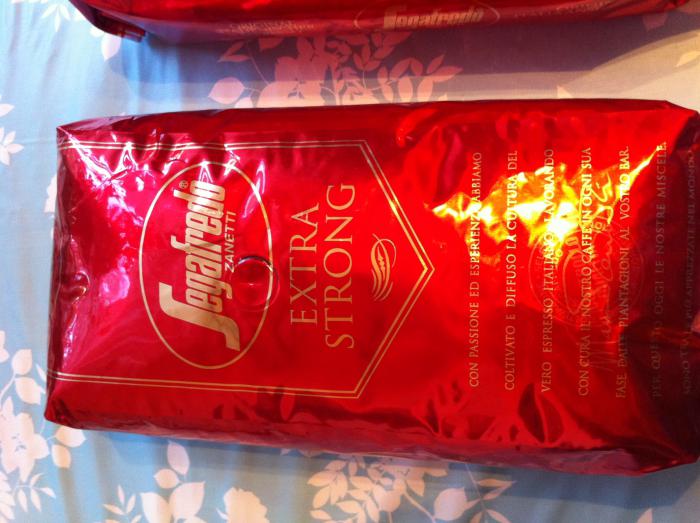 Segafredo®
ZANETTI
EXTRA
STRONG
CON PASSIONE ED ESPERIENZA ABBIAMO
COLTIVATO E DIFFUSO LA CULTURA DEL
VERO ESPRESSO ITALIANO LAVORANDO
CON CURA IL NOSTRO CAFFÈ IN OGNI SUA
FASE DALLE PIANTAGIONI AL VOSTRO BAR.
PER QUESTO OGGI LE NOSTRE MISCELE
Segafredo